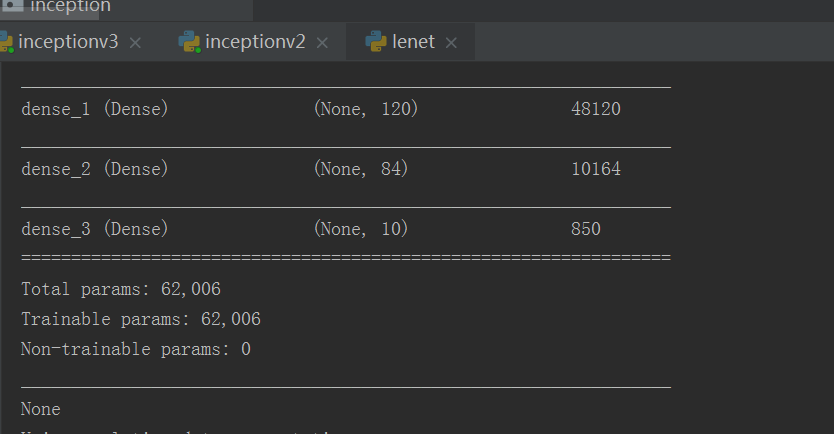 inception
inceptionv3 inceptionv2 lenet
dense_1 (Dense) (None, 120) 48120
dense_2 (Dense) (None, 84) 10164
dense_3 (Dense) (None, 10) 850
=================================================================
Total params: 62,006
Trainable params: 62,006
Non-trainable params: 0
None